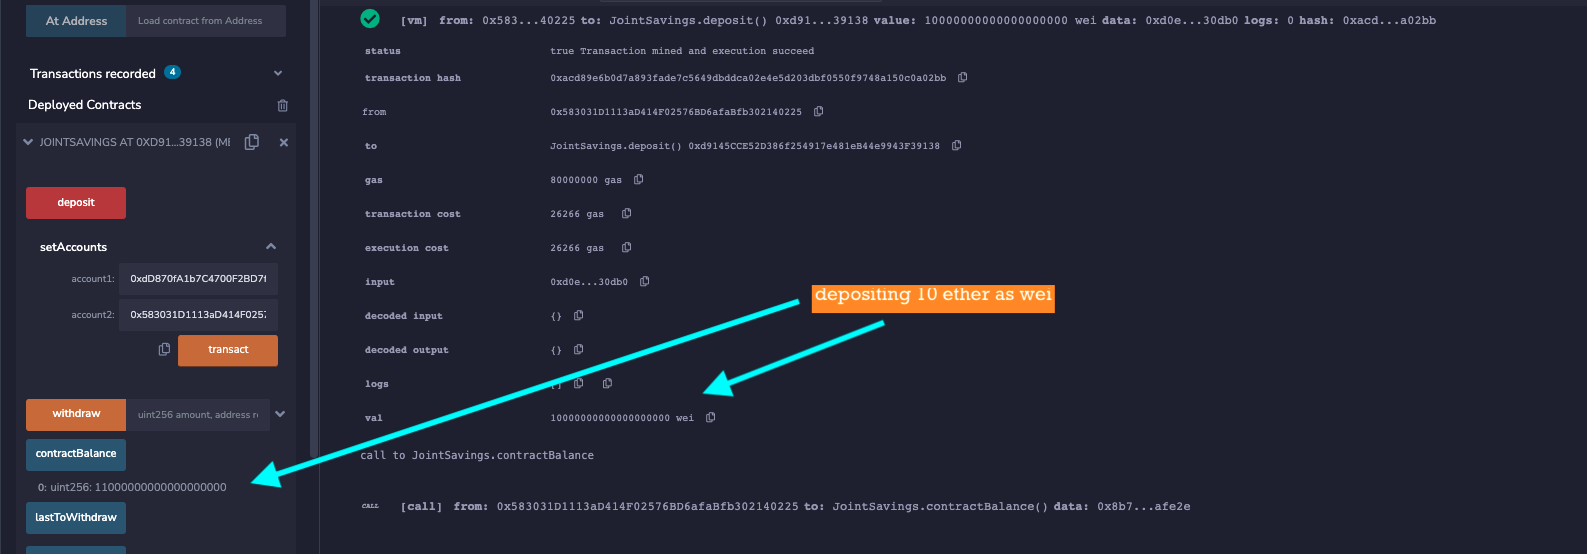 At Address Load contract from Address
Transactions recorded 4
Deployed Contracts
JOINTSAVINGS AT 0XD91...39138 (ME
deposit
setAccounts
account1: 0xdD870fA1b7C4700F2BD7f
account2: 0x583031D1113aD414F0257
transact
withdraw uint256 amount, address re
contractBalance
0: uint256: 11000000000000000000
lastToWithdraw
[vm] from: 0x583...40225 to: JointSavings.deposit() 0xd91...39138 value: 10000000000000000000 wei data: 0xd0e...30db0 logs: 0 hash: 0xacd...a02bb
status true Transaction mined and execution succeed
transaction hash 0xacd89e6b0d7a893fade7c5649dbddca02e4e5d203dbf0550f9748a150c0a02bb
from 0x583031D1113aD414F02576BD6afaBfb302140225
to JointSavings.deposit() 0xd9145CCE52D386f254917e481eB44e9943F39138
gas 80000000 gas
transaction cost 26266 gas
execution cost 26266 gas
input 0xd0e...30db0
depositing 10 ether as wei
decoded input {}
decoded output {}
logs []
val 10000000000000000000 wei
call to JointSavings.contractBalance
CALL [call] from: 0x583031D1113aD414F02576BD6afaBfb302140225 to: JointSavings.contractBalance() data: 0x8b7...afe2e